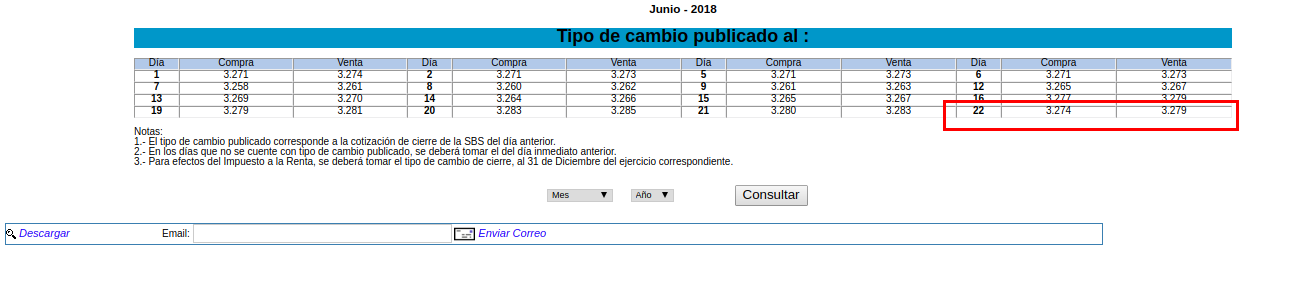 Junio - 2018
Tipo de cambio publicado al :
Día Compra Venta Día Compra Venta Día Compra Venta Día Compra Venta
1 3.271 3.274 2 3.271 3.273 5 3.271 3.273 6 3.271 3.273
7 3.258 3.261 8 3.260 3.262 9 3.261 3.263 12 3.265 3.267
13 3.269 3.270 14 3.264 3.266 15 3.265 3.267 16 3.277 3.279
19 3.279 3.281 20 3.283 3.285 21 3.280 3.283 22 3.274 3.279
Notas:
1.- El tipo de cambio publicado corresponde a la cotización de cierre de la SBS del día anterior.
2.- En los días que no se cuente con tipo de cambio publicado, se deberá tomar el del día inmediato anterior.
3.- Para efectos del Impuesto a la Renta, se deberá tomar el tipo de cambio de cierre, al 31 de Diciembre del ejercicio correspondiente.
Mes Año Consultar
Descargar Email: Enviar Correo